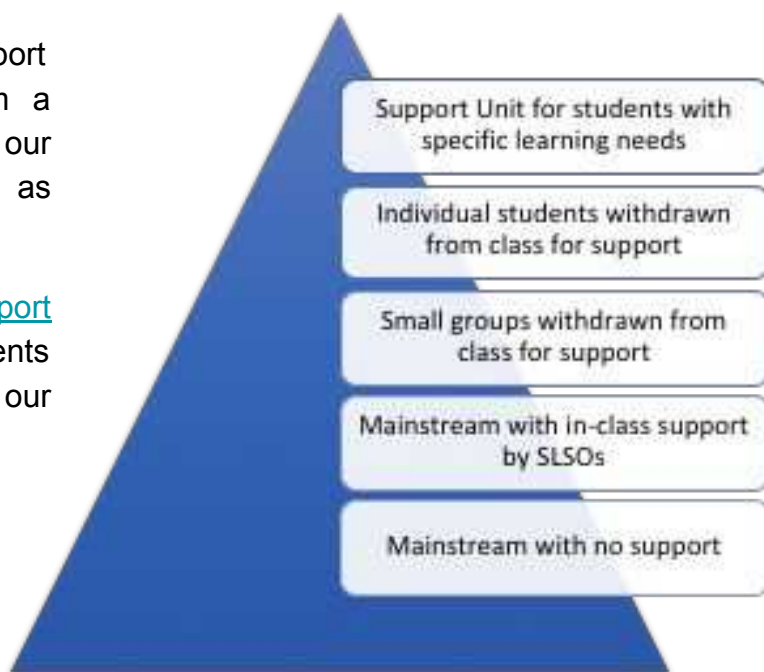 port
a
our
as
port
ents
our
Support Unit for students with
specific learning needs
Individual students withdrawn
from class for support
Small groups withdrawn from
class for support
Mainstream with in-class support
by SLSOs
Mainstream with no support